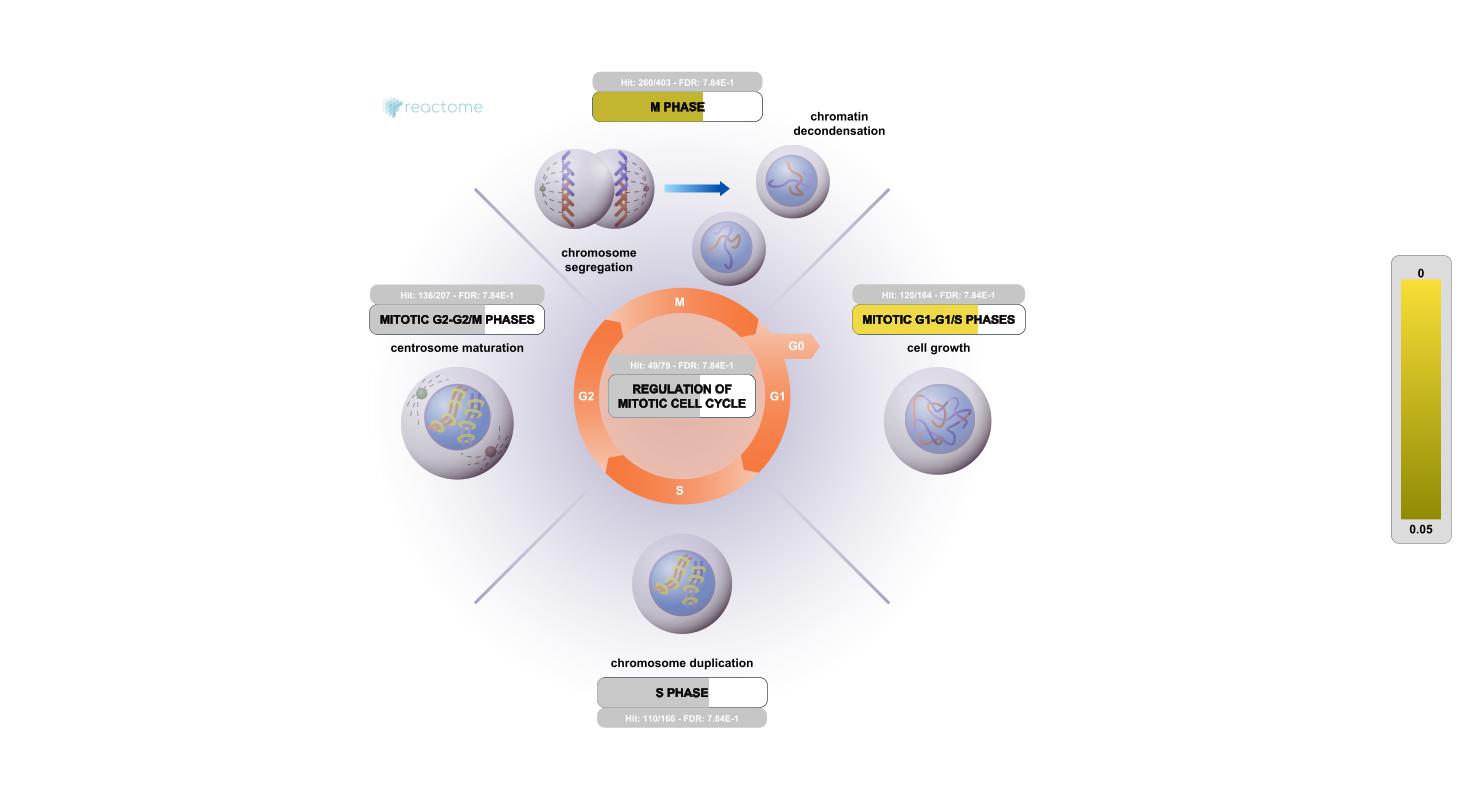 Hit: 260/403 - FDR: 7.84E-1
M PHASE
reactome
chromatin
decondensation
chromosome
segregation
Hit: 136/207 - FDR: 7.84E-1
MITOTIC G2-G2/M PHASES
centrosome maturation
Hit: 120/164 - FDR: 7.84E-1
MITOTIC G1-G1/S PHASES
cell growth
M
G0
G2
G1
S
Hit: 49/79 - FDR: 7.84E-1
REGULATION OF
MITOTIC CELL CYCLE
chromosome duplication
S PHASE
Hit: 110/166 - FDR: 7.84E-1
0
0.05